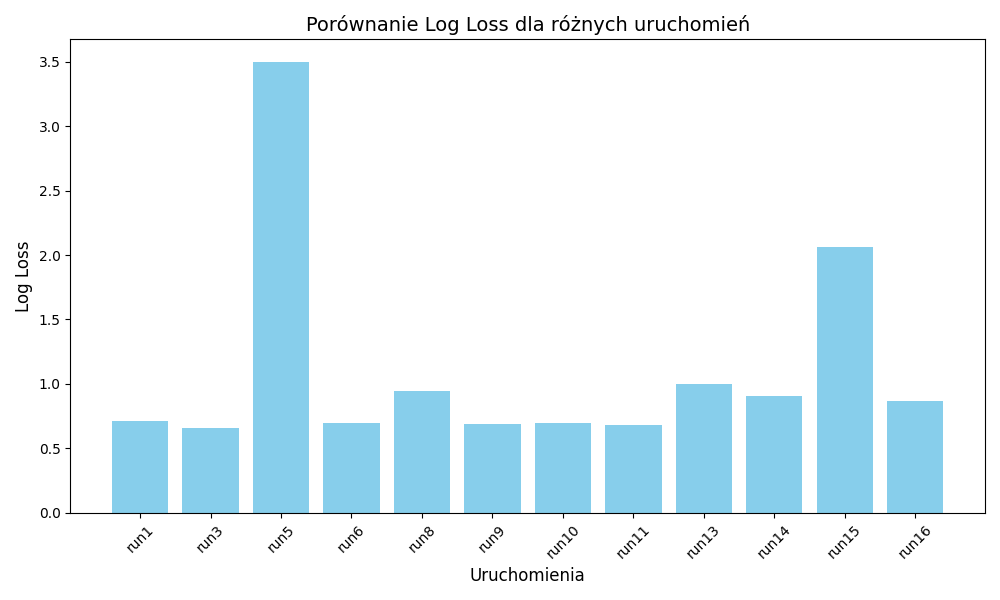 Porównanie Log Loss dla różnych uruchomień
Log Loss
3.5
3.0
2.5
2.0
1.5
1.0
0.5
0.0
run1
run3
run5
run6
run8
run9
run10
run11
run13
run14
run15
run16
Uruchomienia